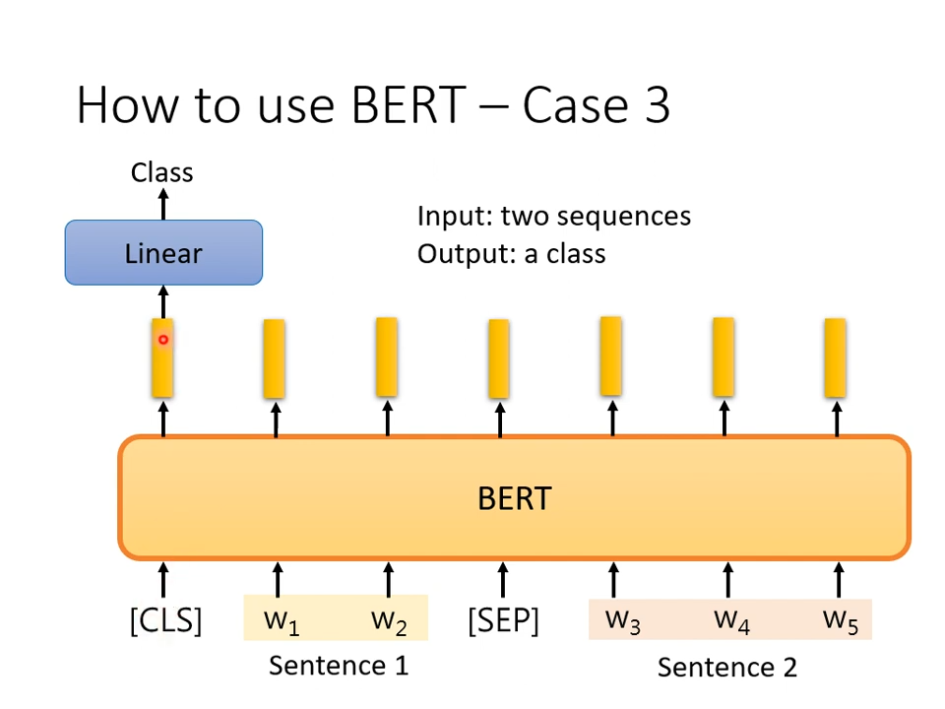 How to use BERT – Case 3
Class
Input: two sequences
Linear
Output: a class
BERT
[CLS] w₁ w₂ [SEP] w₃ w₄ w₅
Sentence 1 Sentence 2